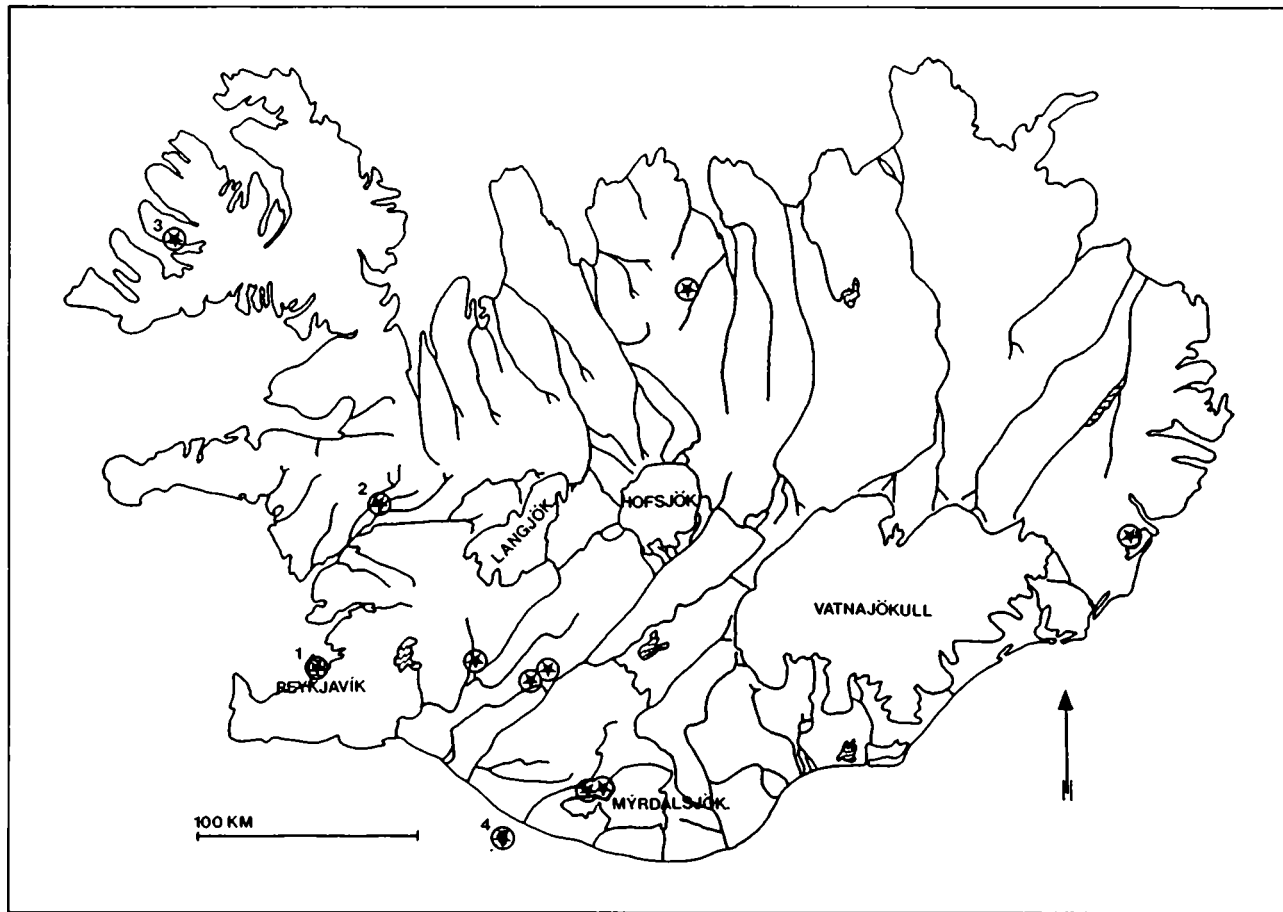 3
2
HOFSJÖK.
LANGJÖK.
VATNAJÖKULL
1
REYKJAVÍK
MÝRDALSJÖK.
100 KM
4
N